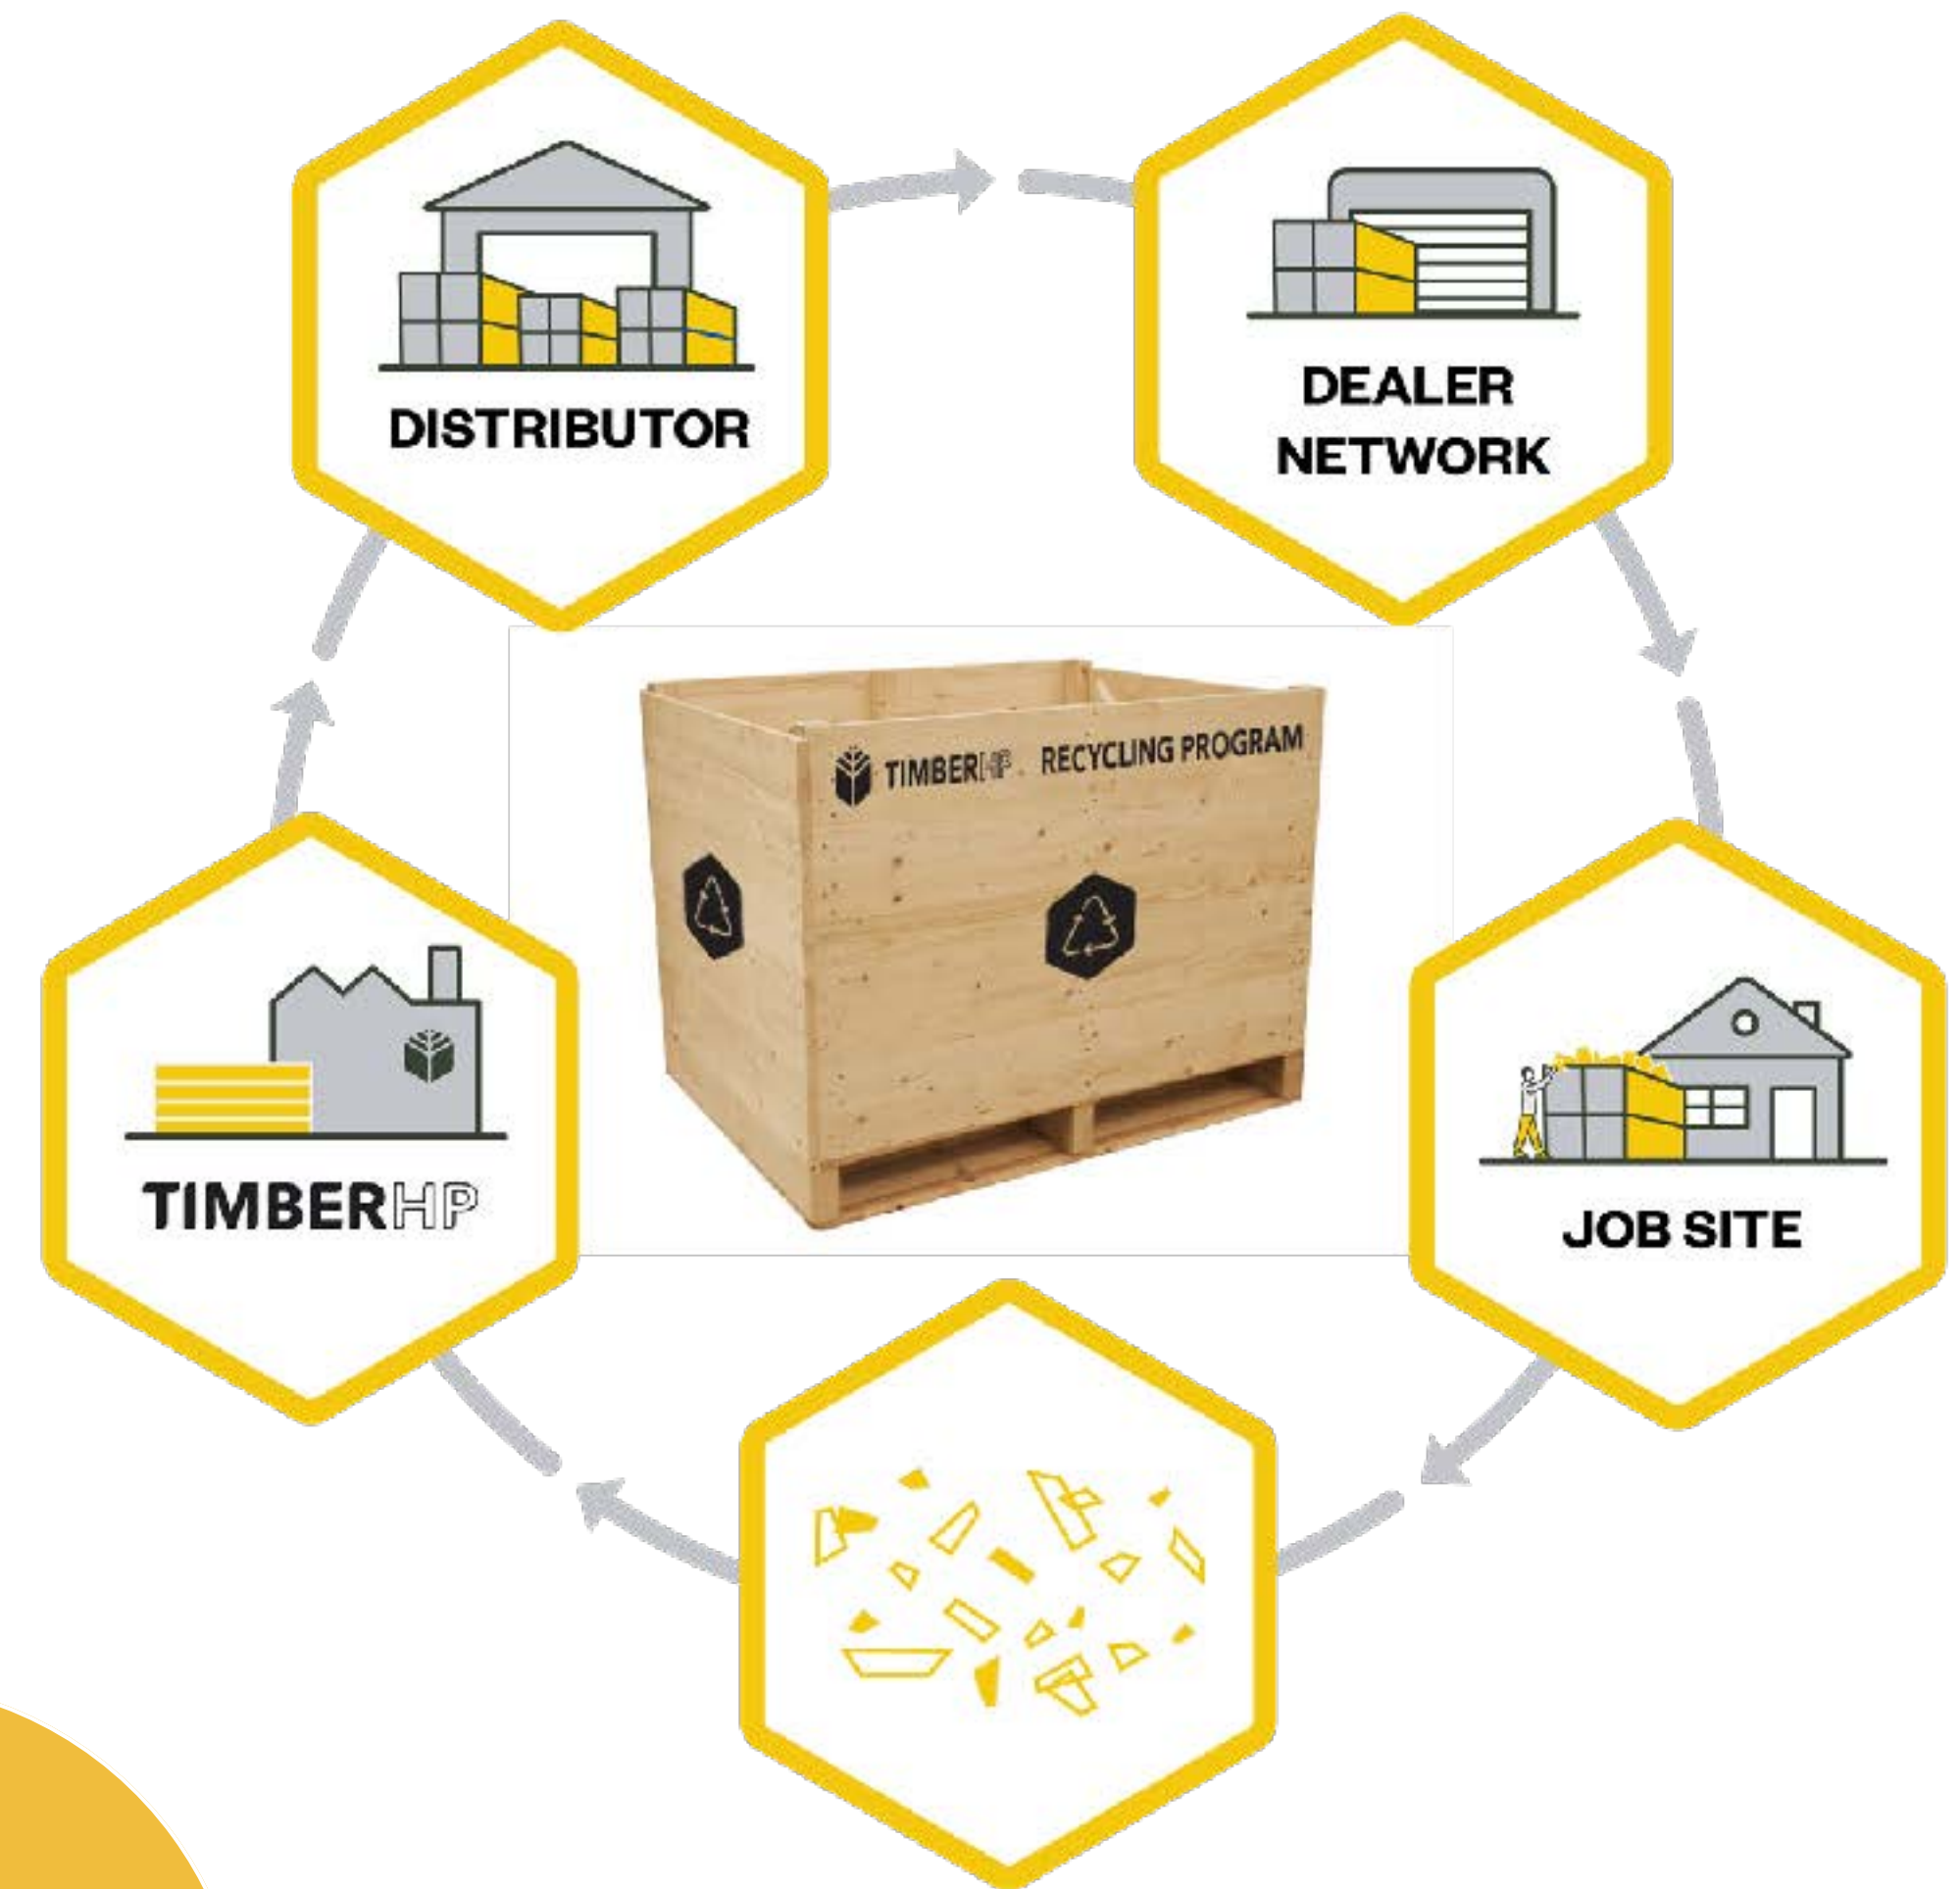 DISTRIBUTOR
DEALER
NETWORK
TIMBERHP RECYCLING PROGRAM
TIMBERHP
JOB SITE